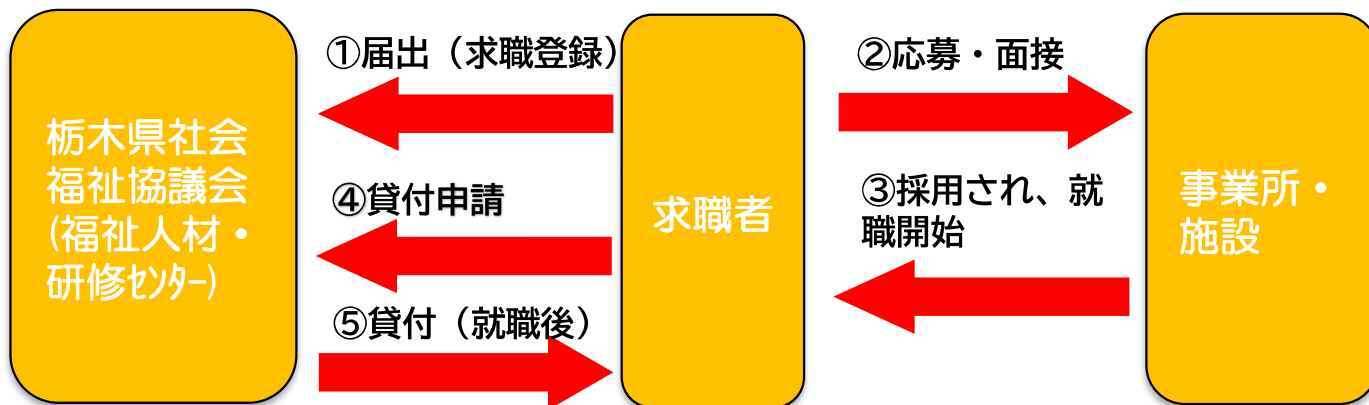 栃木県社会
福祉協議会
(福祉人材・
研修ｾﾝﾀｰ)
①届出（求職登録）
④貸付申請
⑤貸付（就職後）
求職者
②応募・面接
③採用され、就
職開始
事業所・
施設